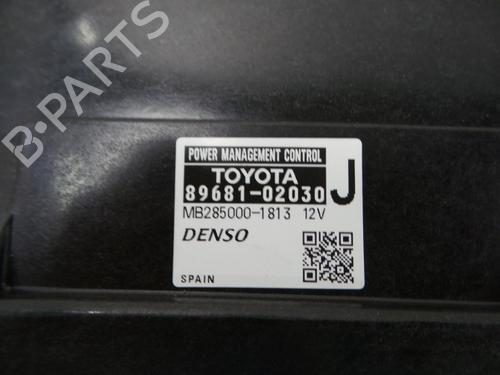 B-PARTS
POWER MANAGEMENT CONTROL
TOYOTA
89681-02030 J
MB285000-1813 12V
DENSO
SPAIN